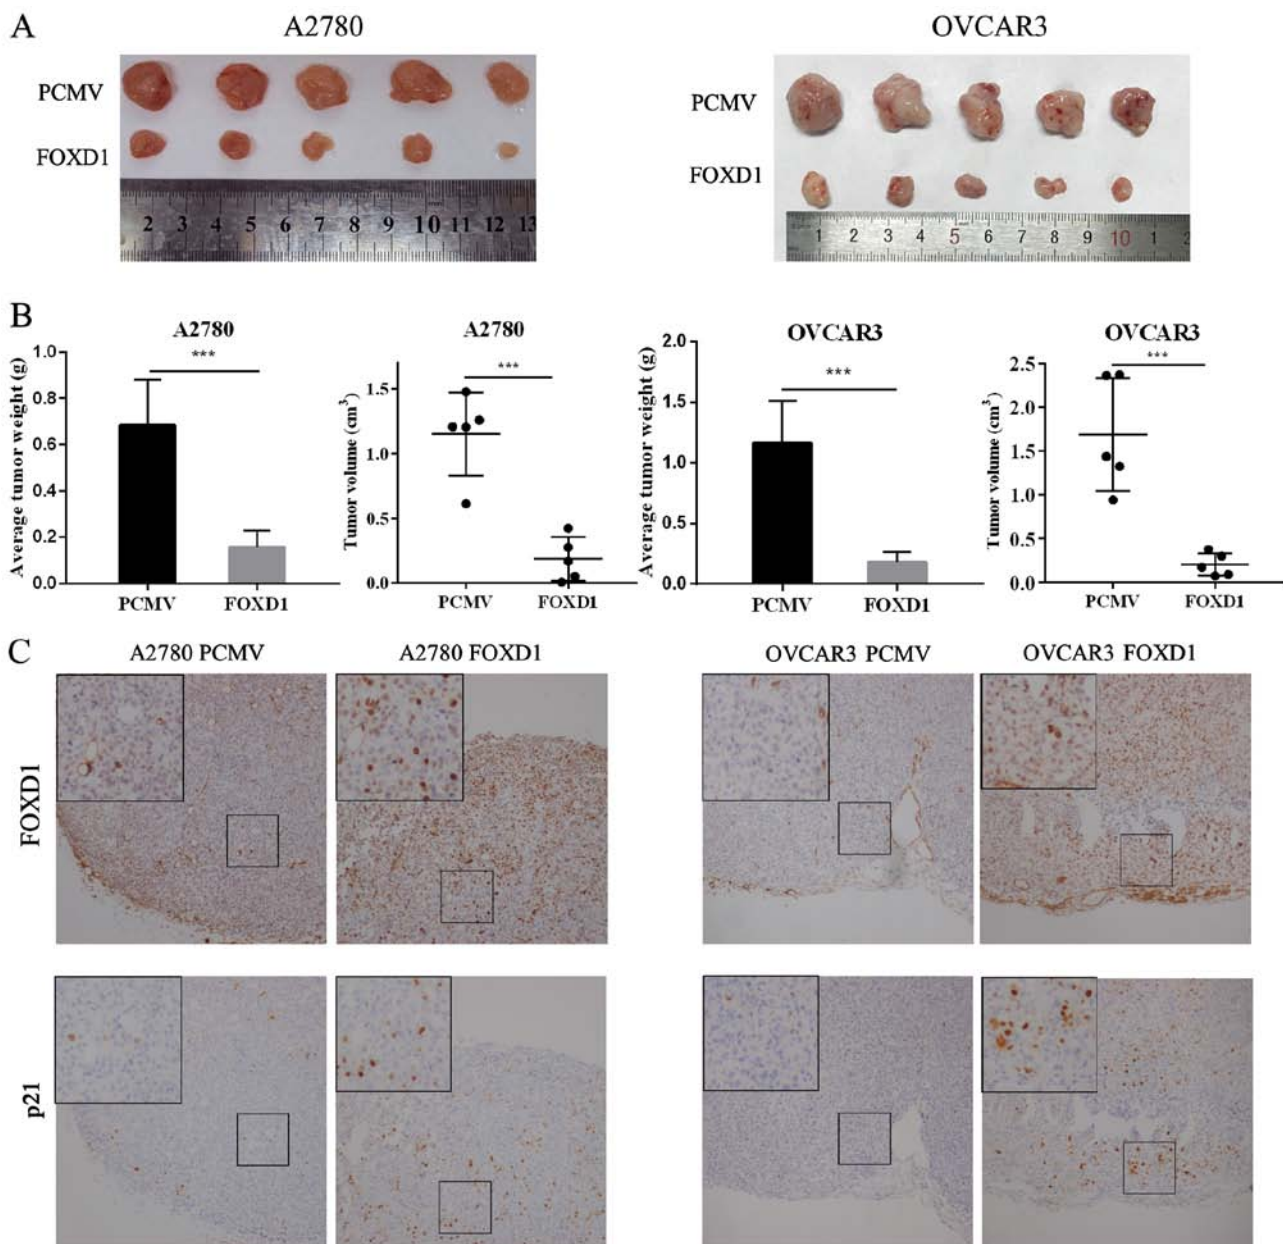 A
A2780
OVCAR3
PCMV
FOXD1
2 3 4 5 6 7 8 9 10 11 12 13
PCMV
FOXD1
1 2 3 4 5 6 7 8 9 10 1
B
A2780
***
Average tumor weight (g)
1.0
0.8
0.6
0.4
0.2
0.0
PCMV FOXD1
A2780
***
Tumor volume (cm³)
1.5
1.0
0.5
0.0
PCMV FOXD1
OVCAR3
***
Average tumor weight (g)
2.0
1.5
1.0
0.5
0.0
PCMV FOXD1
OVCAR3
***
Tumor volume (cm³)
2.5
2.0
1.5
1.0
0.5
0.0
PCMV FOXD1
C
A2780 PCMV
A2780 FOXD1
OVCAR3 PCMV
OVCAR3 FOXD1
FOXD1
p21